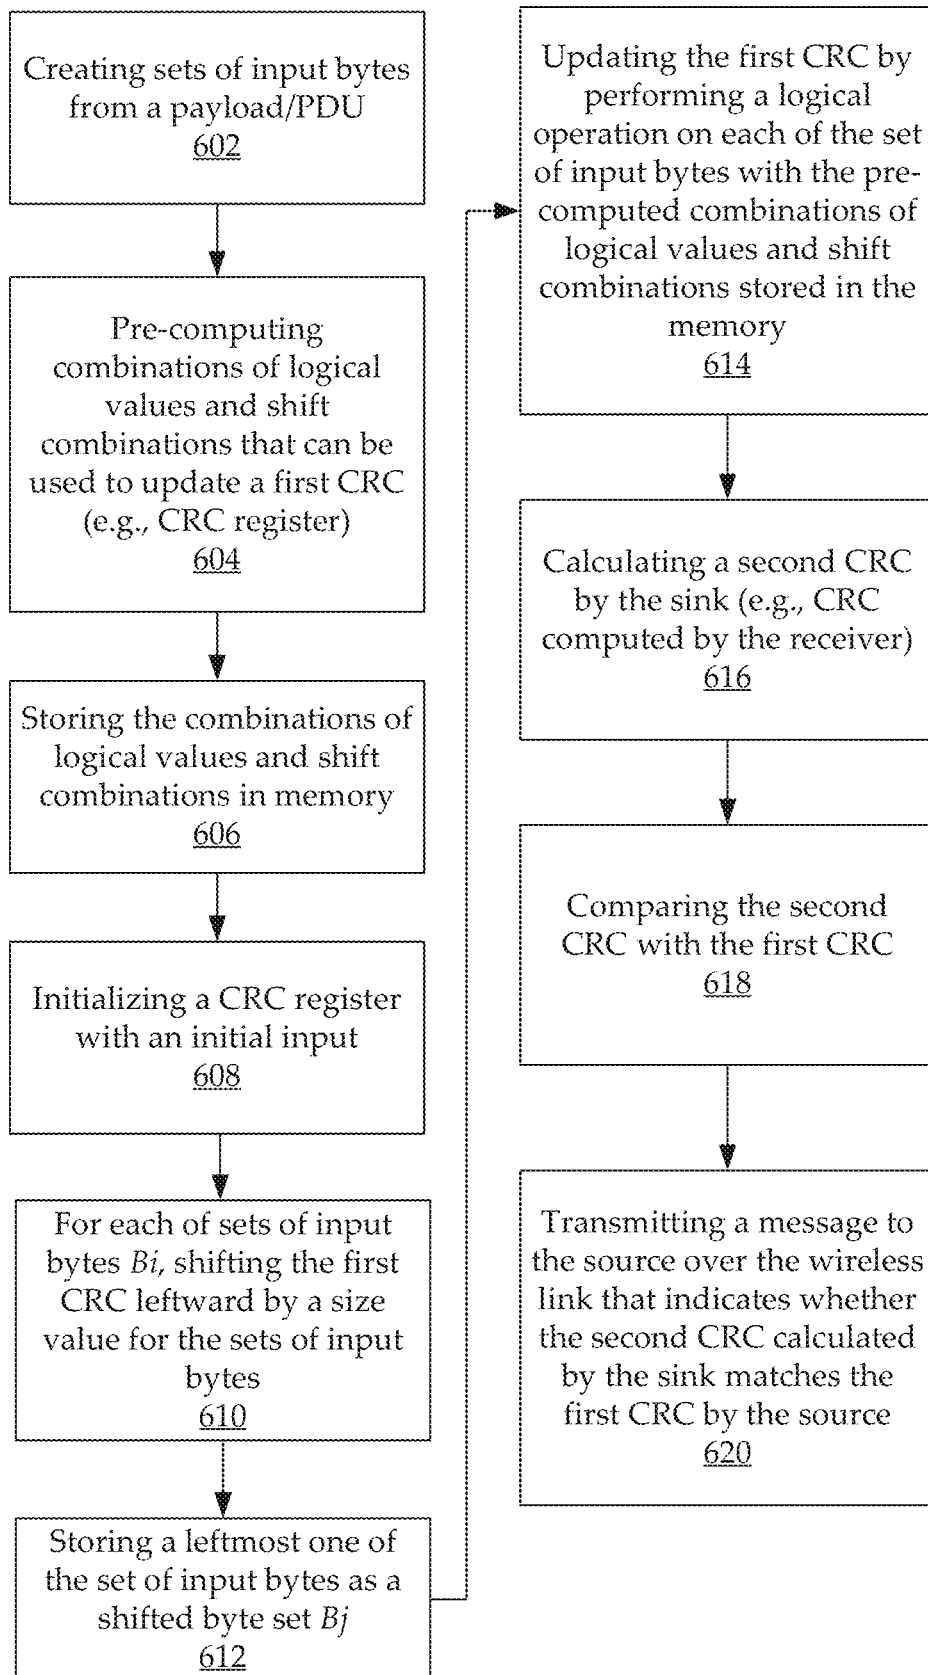 Creating sets of input bytes
from a payload/PDU
602
Pre-computing
combinations of logical
values and shift
combinations that can be
used to update a first CRC
(e.g., CRC register)
604
Storing the combinations of
logical values and shift
combinations in memory
606
Initializing a CRC register
with an initial input
608
For each of sets of input
bytes Bi, shifting the first
CRC leftward by a size
value for the sets of input
bytes
610
Storing a leftmost one of
the set of input bytes as a
shifted byte set Bj
612
Updating the first CRC by
performing a logical
operation on each of the set
of input bytes with the pre-
computed combinations of
logical values and shift
combinations stored in the
memory
614
Calculating a second CRC
by the sink (e.g., CRC
computed by the receiver)
616
Comparing the second
CRC with the first CRC
618
Transmitting a message to
the source over the wireless
link that indicates whether
the second CRC calculated
by the sink matches the
first CRC by the source
620